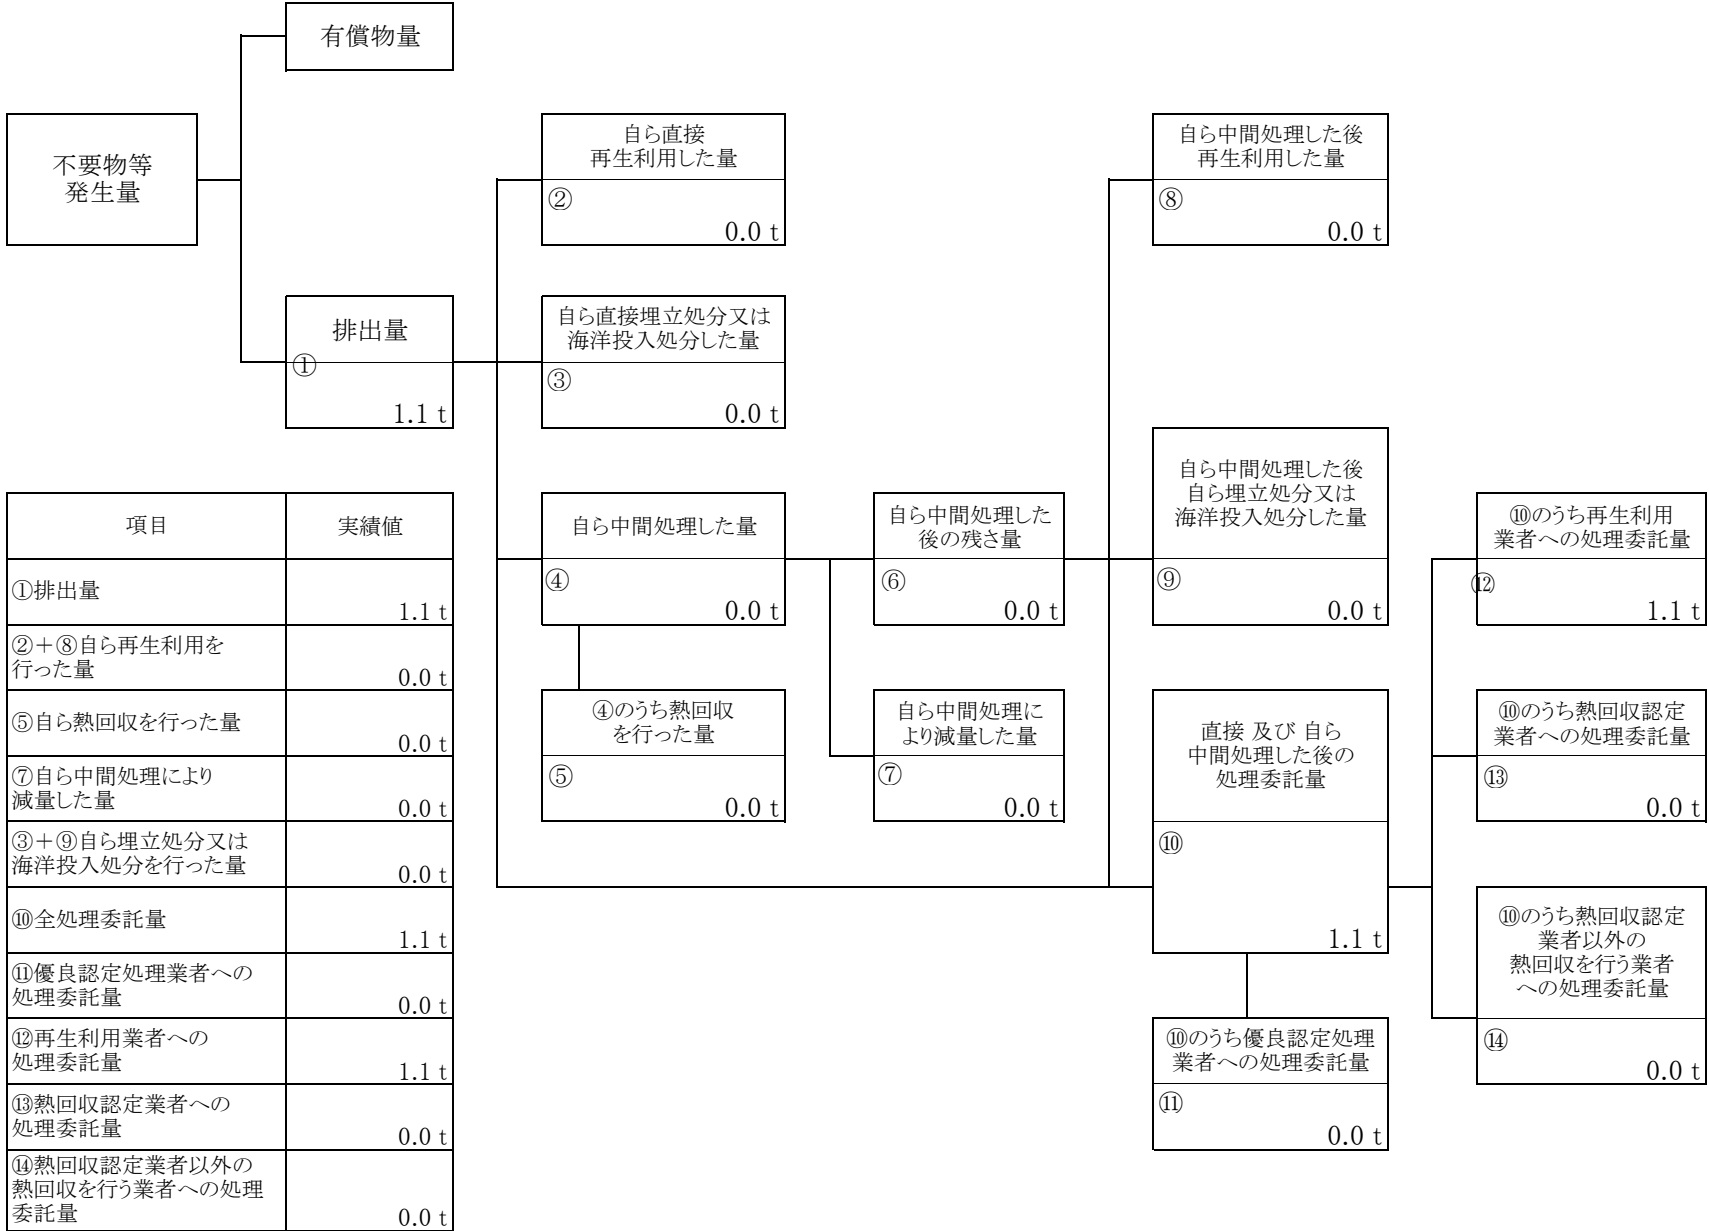 有償物量
不要物等
発生量
自ら直接
再生利用した量
②
0.0 t
自ら中間処理した後
再生利用した量
⑧
0.0 t
排出量
①
1.1 t
自ら直接埋立処分又は
海洋投入処分した量
③
0.0 t
自ら中間処理した量
④
0.0 t
自ら中間処理した
後の残さ量
⑥
0.0 t
自ら中間処理した後
自ら埋立処分又は
海洋投入処分した量
⑨
0.0 t
⑩のうち再生利用
業者への処理委託量
⑫
1.1 t
④のうち熱回収
を行った量
⑤
0.0 t
自ら中間処理に
より減量した量
⑦
0.0 t
直接 及び 自ら
中間処理した後の
処理委託量
⑩
1.1 t
⑩のうち熱回収認定
業者への処理委託量
⑬
0.0 t
⑩のうち熱回収認定
業者以外の
熱回収を行う業者
への処理委託量
⑭
0.0 t
⑩のうち優良認定処理
業者への処理委託量
⑪
0.0 t
項目 実績値
①排出量
1.1 t
②+⑧自ら再生利用を
行った量
0.0 t
⑤自ら熱回収を行った量
0.0 t
⑦自ら中間処理により
減量した量
0.0 t
③+⑨自ら埋立処分又は
海洋投入処分を行った量
0.0 t
⑩全処理委託量
1.1 t
⑪優良認定処理業者への
処理委託量
0.0 t
⑫再生利用業者への
処理委託量
1.1 t
⑬熱回収認定業者への
処理委託量
0.0 t
⑭熱回収認定業者以外の
熱回収を行う業者への処理
委託量
0.0 t